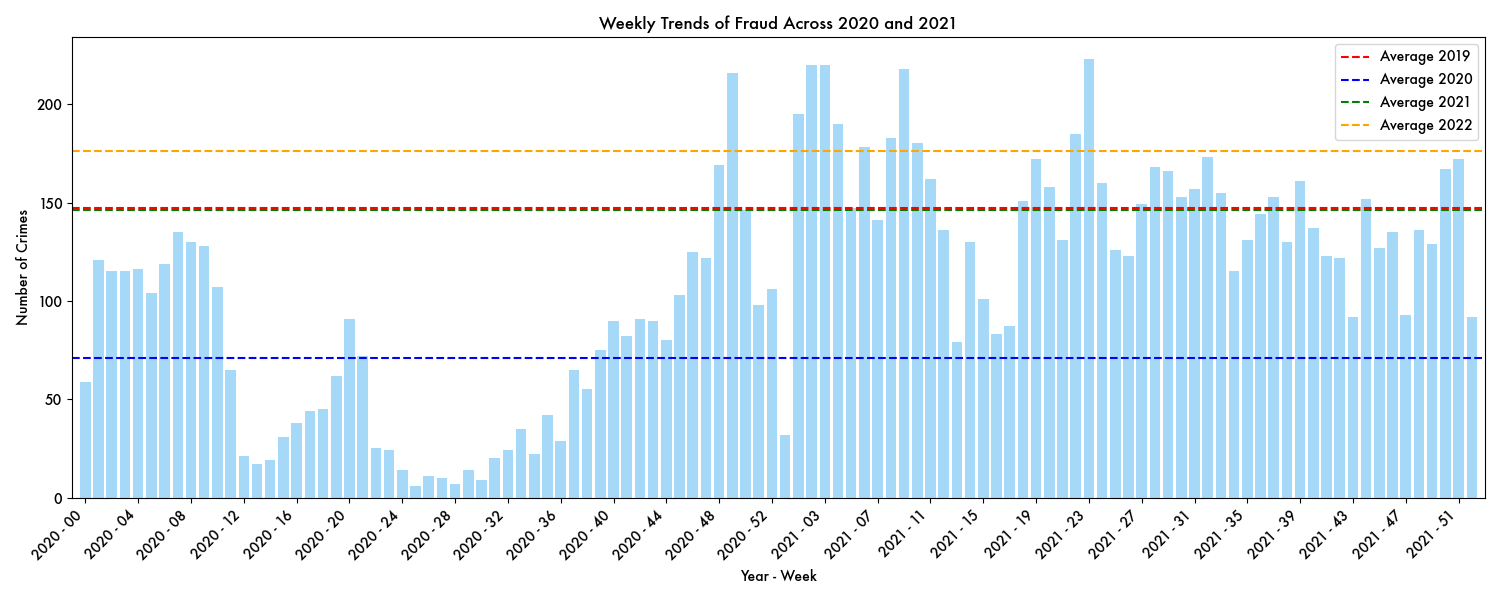 Weekly Trends of Fraud Across 2020 and 2021
Average 2019
Average 2020
Average 2021
Average 2022
Number of Crimes
200
150
100
50
0
2020 - 00
2020 - 04
2020 - 08
2020 - 12
2020 - 16
2020 - 20
2020 - 24
2020 - 28
2020 - 32
2020 - 36
2020 - 40
2020 - 44
2020 - 48
2020 - 52
2021 - 03
2021 - 07
2021 - 11
2021 - 15
2021 - 19
2021 - 23
2021 - 27
2021 - 31
2021 - 35
2021 - 39
2021 - 43
2021 - 47
2021 - 51
Year - Week